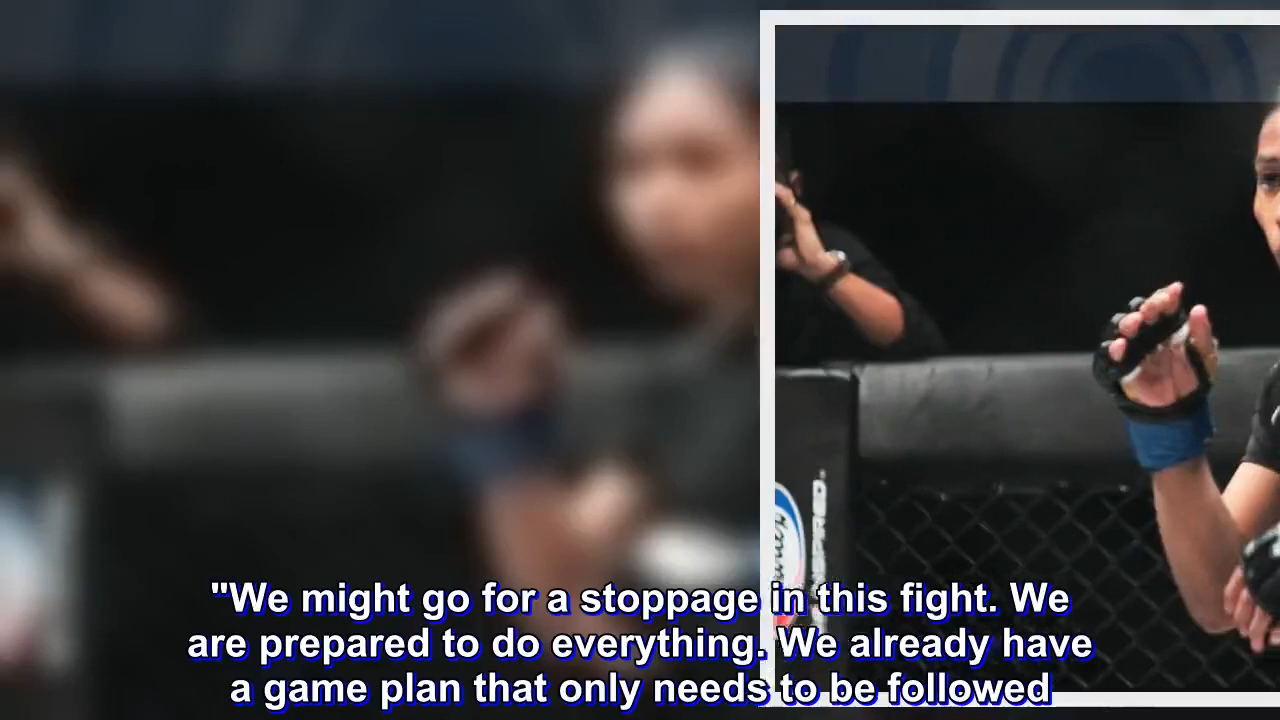 "We might go for a stoppage in this fight. We
are prepared to do everything. We already have
a game plan that only needs to be followed